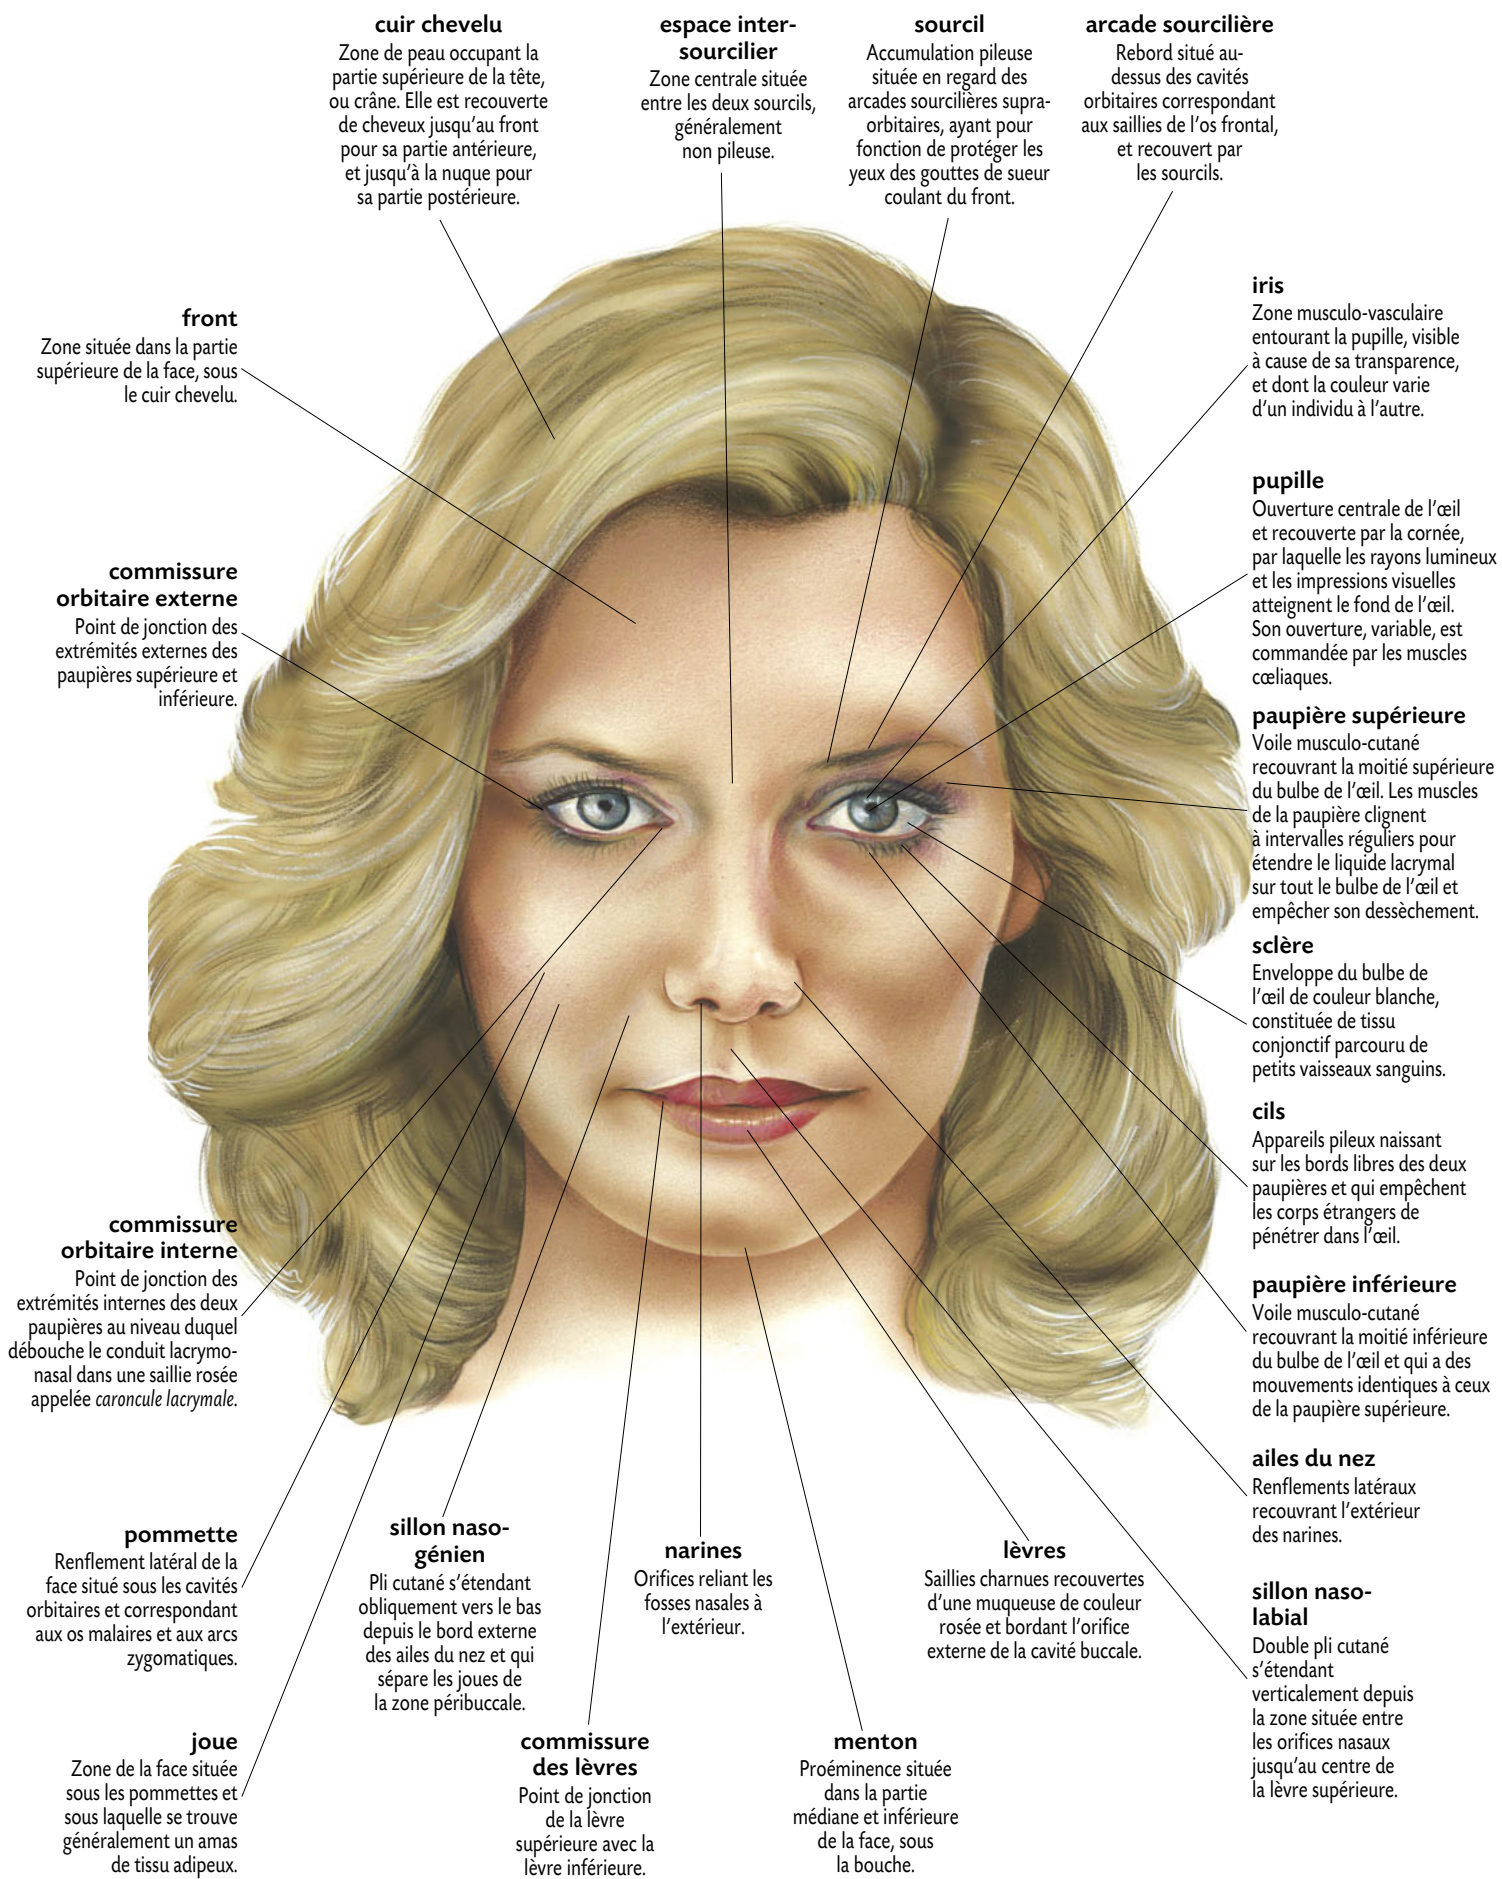 cuir chevelu
Zone de peau occupant la
partie supérieure de la tête,
ou crâne. Elle est recouverte
de cheveux jusqu'au front
pour sa partie antérieure,
et jusqu'à la nuque pour
sa partie postérieure.
espace inter-
sourcilier
Zone centrale située
entre les deux sourcils,
généralement
non pileuse.
sourcil
Accumulation pileuse
située en regard des
arcades sourcilières supra-
orbitaires, ayant pour
fonction de protéger les
yeux des gouttes de sueur
coulant du front.
arcade sourcilière
Rebord situé au-
dessus des cavités
orbitaires correspondant
aux saillies de l'os frontal,
et recouvert par
les sourcils.
front
Zone située dans la partie
supérieure de la face, sous
le cuir chevelu.
commissure
orbitaire externe
Point de jonction des
extrémités externes des
paupières supérieure et
inférieure.
commissure
orbitaire interne
Point de jonction des
extrémités internes des deux
paupières au niveau duquel
débouche le conduit lacrymo-
nasal dans une saillie rosée
appelée caroncule lacrymale.
pommette
Renflement latéral de la
face situé sous les cavités
orbitaires et correspondant
aux os malaires et aux arcs
zygomatiques.
joue
Zone de la face située
sous les pommettes et
sous laquelle se trouve
généralement un amas
de tissu adipeux.
sillon naso-
génien
Pli cutané s'étendant
obliquement vers le bas
depuis le bord externe
des ailes du nez et qui
sépare les joues de
la zone péribuccale.
commissure
des lèvres
Point de jonction
de la lèvre
supérieure avec la
lèvre inférieure.
narines
Orifices reliant les
fosses nasales à
l'extérieur.
menton
Proéminence située
dans la partie
médiane et inférieure
de la face, sous
la bouche.
lèvres
Saillies charnues recouvertes
d'une muqueuse de couleur
rosée et bordant l'orifice
externe de la cavité buccale.
iris
Zone musculo-vasculaire
entourant la pupille, visible
à cause de sa transparence,
et dont la couleur varie
d'un individu à l'autre.
pupille
Ouverture centrale de l'œil
et recouverte par la cornée,
par laquelle les rayons lumineux
et les impressions visuelles
atteignent le fond de l'œil.
Son ouverture, variable, est
commandée par les muscles
cœliaques.
paupière supérieure
Voile musculo-cutané
recouvrant la moitié supérieure
du bulbe de l'œil. Les muscles
de la paupière clignent
à intervalles réguliers pour
étendre le liquide lacrymal
sur tout le bulbe de l'œil et
empêcher son dessèchement.
sclère
Enveloppe du bulbe de
l'œil de couleur blanche,
constituée de tissu
conjonctif parcouru de
petits vaisseaux sanguins.
cils
Appareils pileux naissant
sur les bords libres des deux
paupières et qui empêchent
les corps étrangers de
pénétrer dans l'œil.
paupière inférieure
Voile musculo-cutané
recouvrant la moitié inférieure
du bulbe de l'œil et qui a des
mouvements identiques à ceux
de la paupière supérieure.
ailes du nez
Renflements latéraux
recouvrant l'extérieur
des narines.
sillon naso-
labial
Double pli cutané
s'étendant
verticalement depuis
la zone située entre
les orifices nasaux
jusqu'au centre de
la lèvre supérieure.